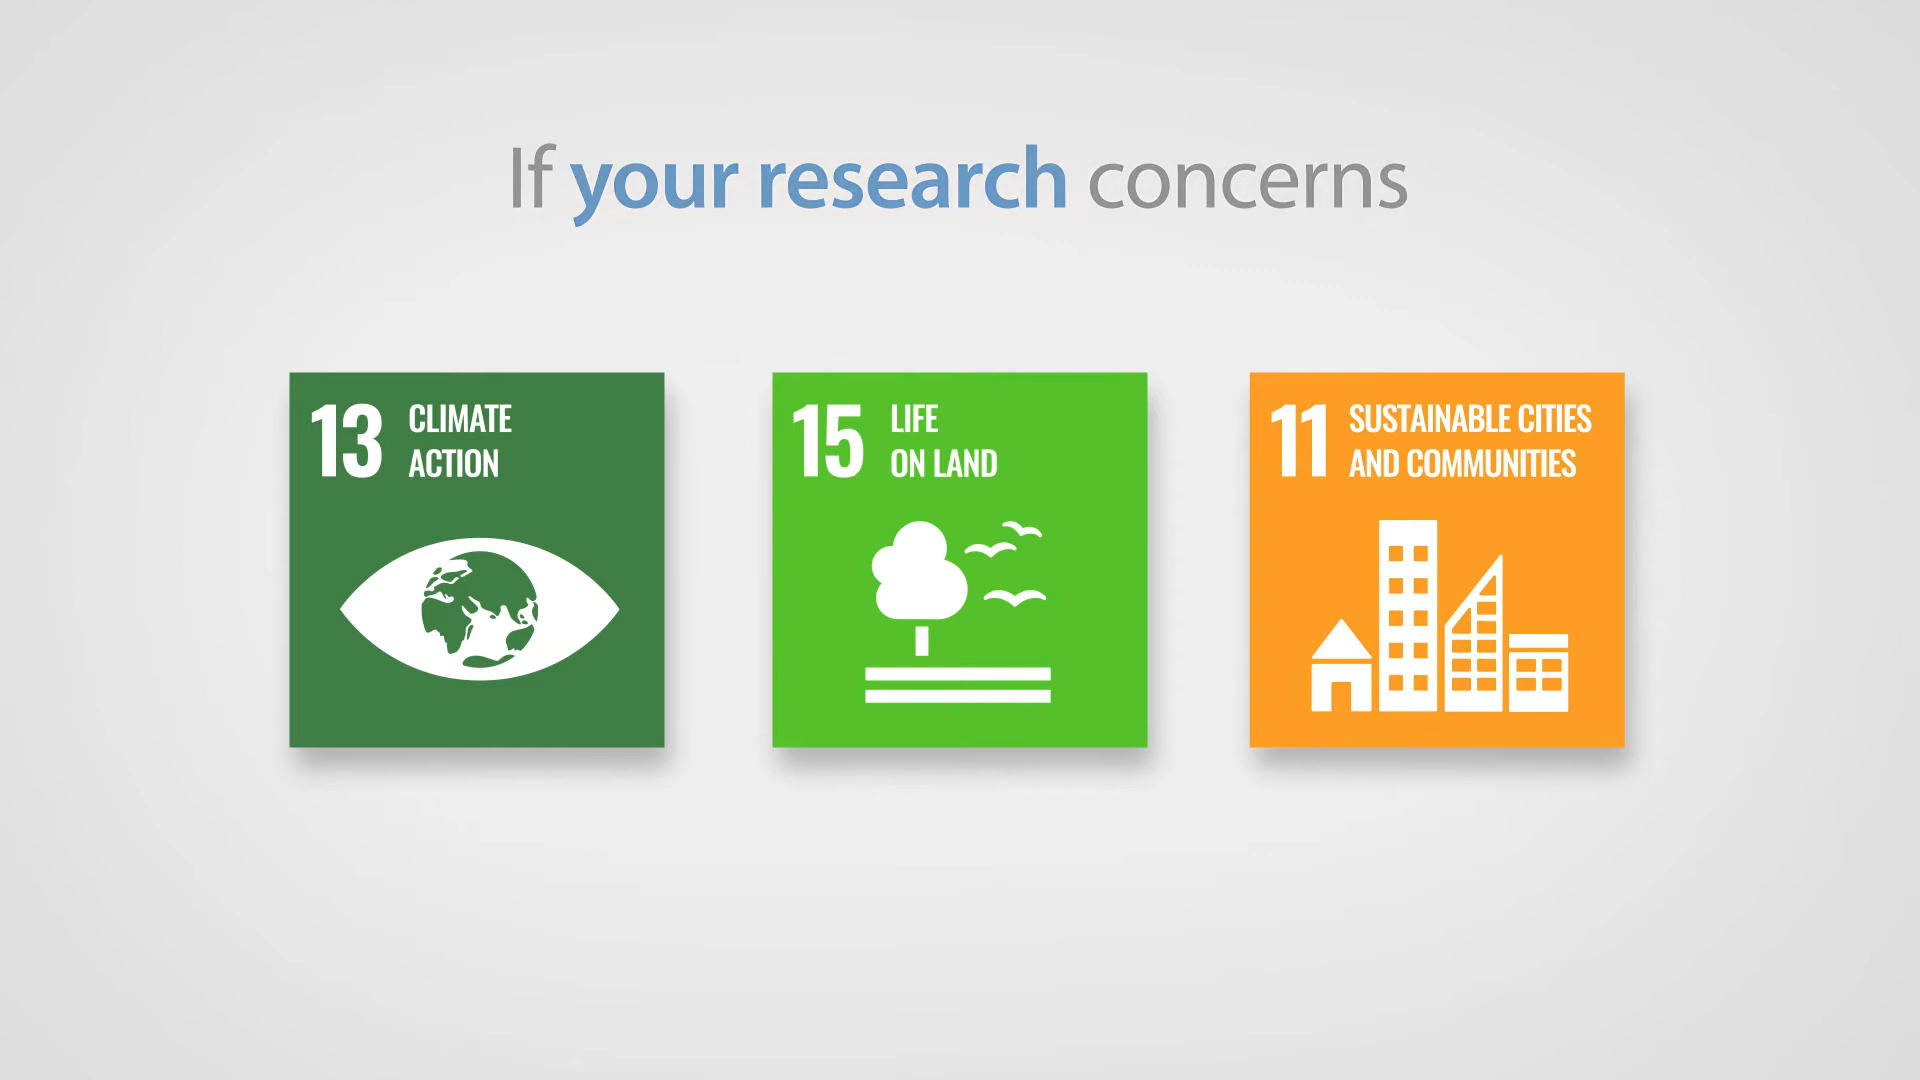 If your research concerns
13 CLIMATE
ACTION
15 LIFE
ON LAND
11 SUSTAINABLE CITIES
AND COMMUNITIES